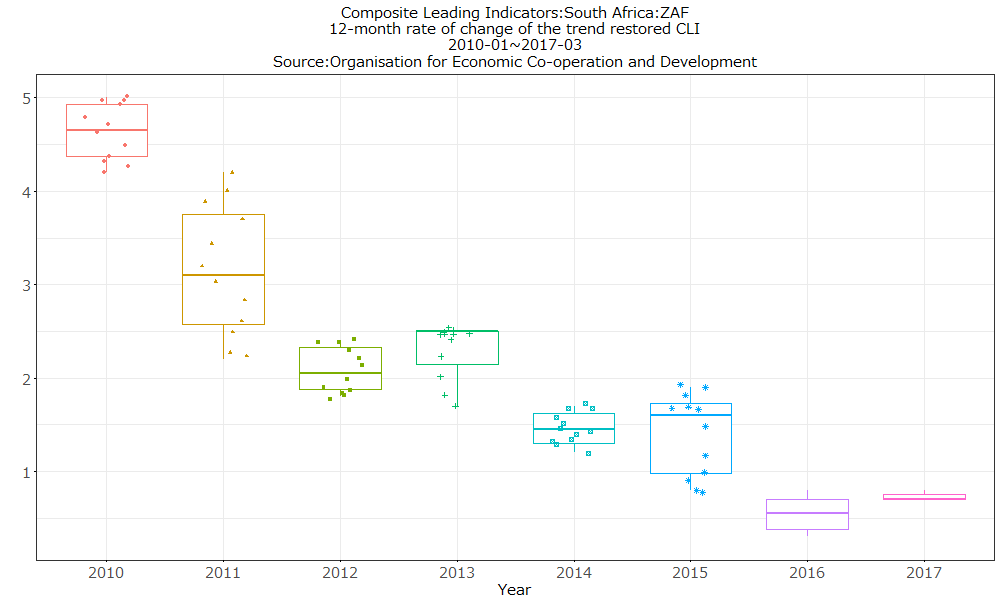 Composite Leading Indicators:South Africa:ZAF
12-month rate of change of the trend restored CLI
2010-01~2017-03
Source:Organisation for Economic Co-operation and Development
5
4
3
2
1
2010 2011 2012 2013 2014 2015 2016 2017
Year